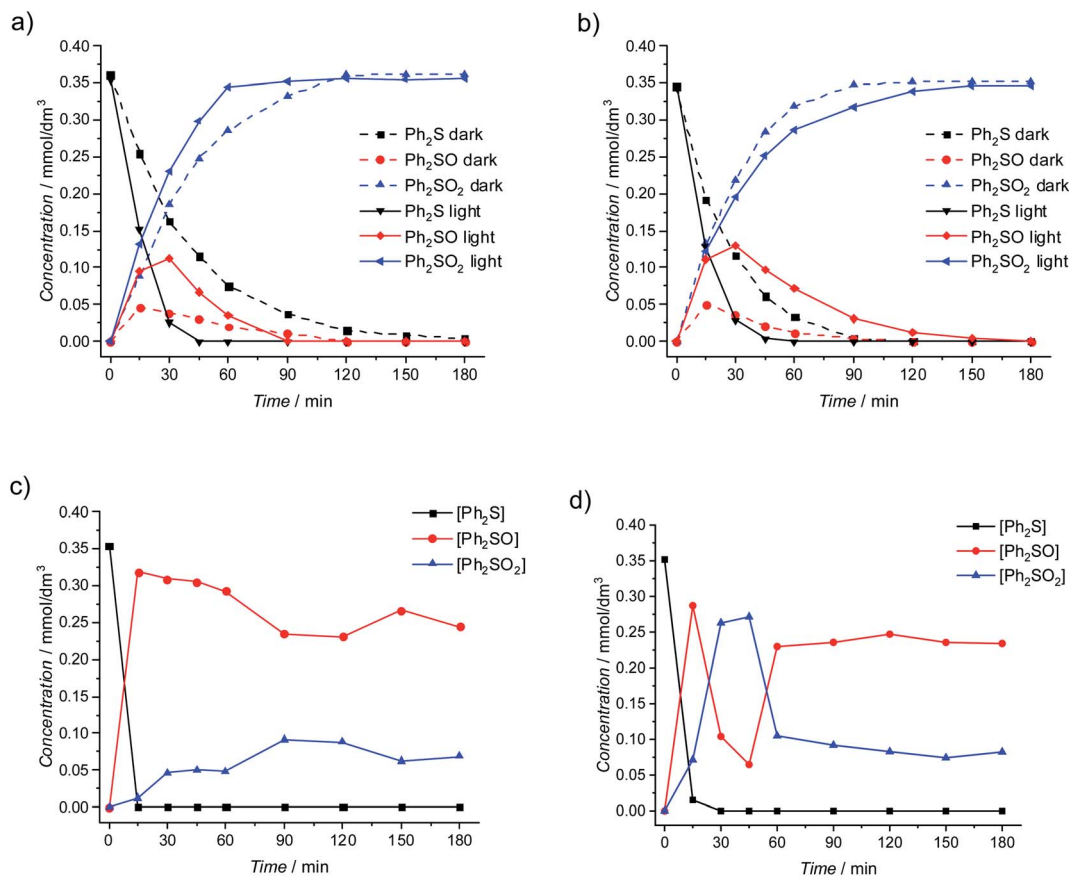 a)
0.40
0.35
0.30
0.25
0.20
0.15
0.10
0.05
0.00
Concentration / mmol/dm³
0 30 60 90 120 150 180
Time / min
Ph₂S dark
Ph₂SO dark
Ph₂SO₂ dark
Ph₂S light
Ph₂SO light
Ph₂SO₂ light
b)
0.40
0.35
0.30
0.25
0.20
0.15
0.10
0.05
0.00
Concentration / mmol/dm³
0 30 60 90 120 150 180
Time / min
Ph₂S dark
Ph₂SO dark
Ph₂SO₂ dark
Ph₂S light
Ph₂SO light
Ph₂SO₂ light
c)
0.40
0.35
0.30
0.25
0.20
0.15
0.10
0.05
0.00
Concentration / mmol/dm³
0 30 60 90 120 150 180
Time / min
[Ph₂S]
[Ph₂SO]
[Ph₂SO₂]
d)
0.40
0.35
0.30
0.25
0.20
0.15
0.10
0.05
0.00
Concentration / mmol/dm³
0 30 60 90 120 150 180
Time / min
[Ph₂S]
[Ph₂SO]
[Ph₂SO₂]